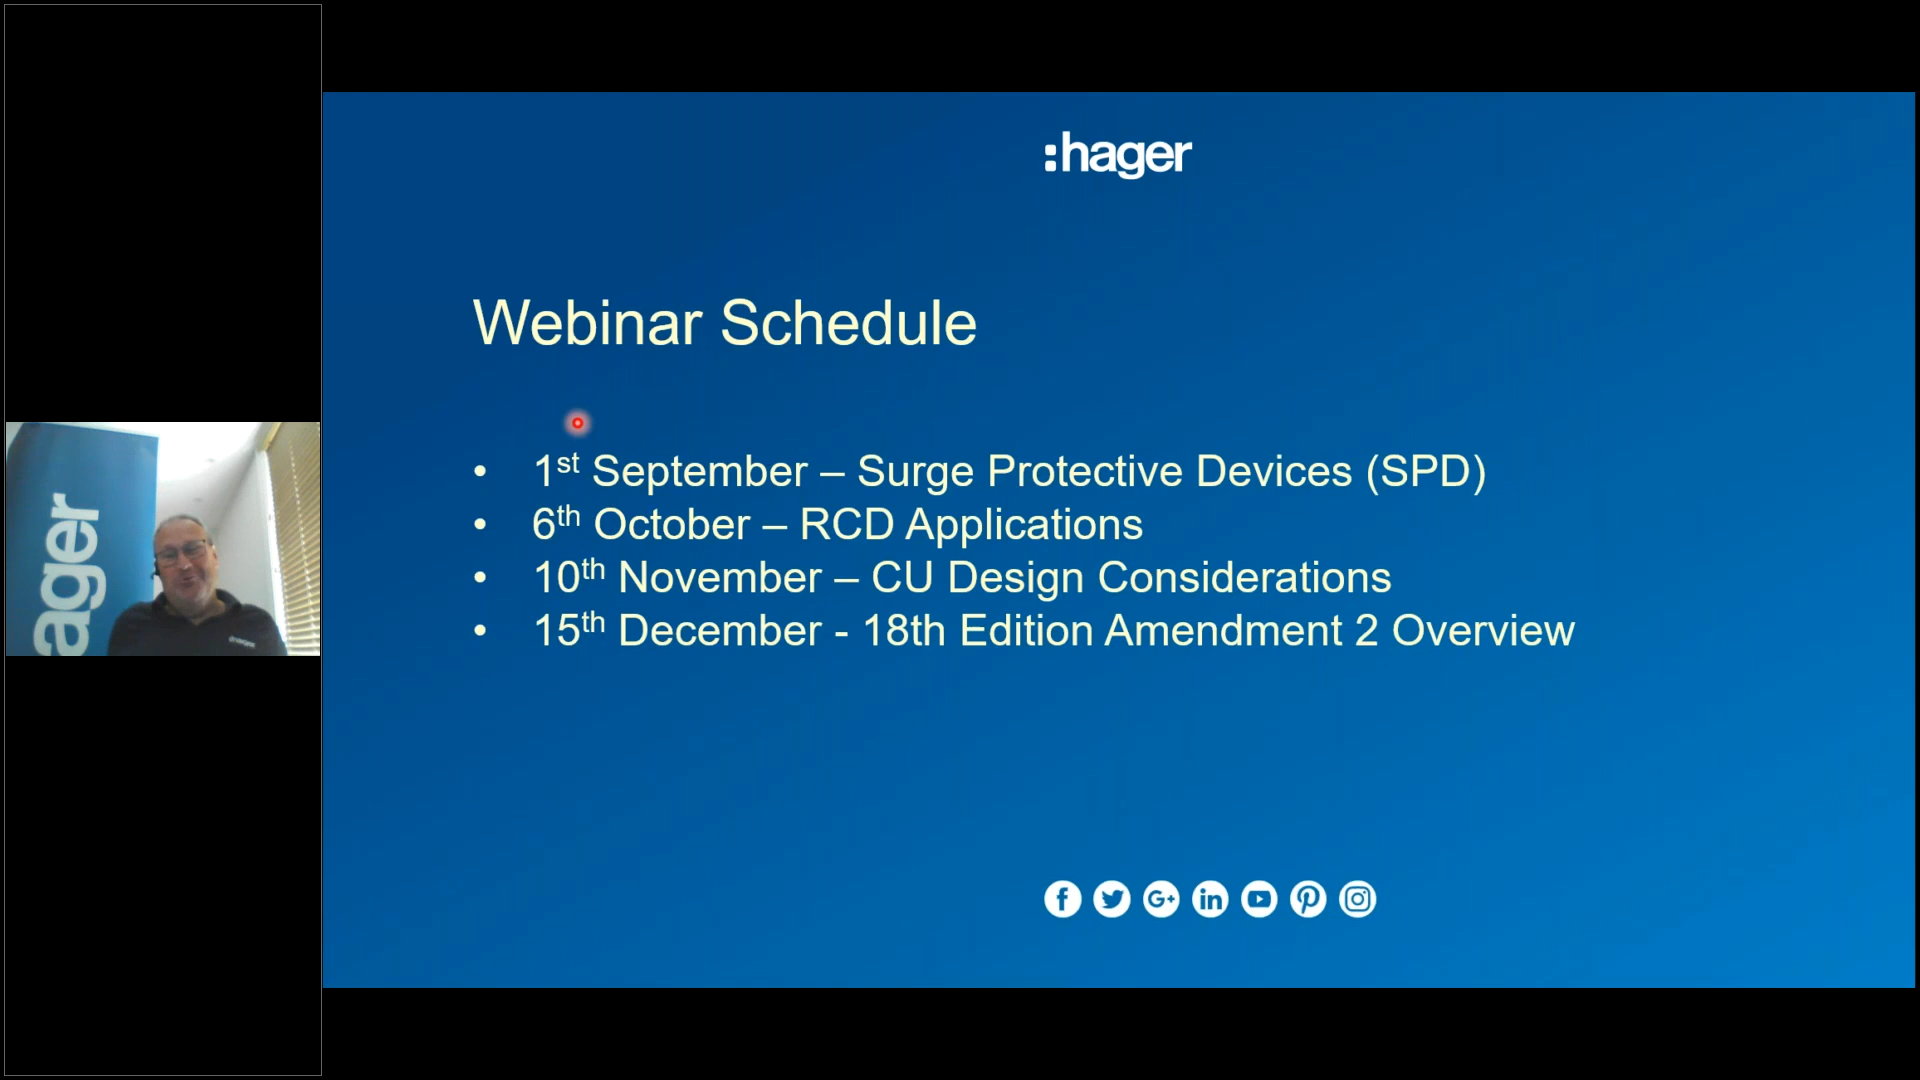 :hager
Webinar Schedule
• 1st September – Surge Protective Devices (SPD)
• 6th October – RCD Applications
• 10th November – CU Design Considerations
• 15th December - 18th Edition Amendment 2 Overview
ager